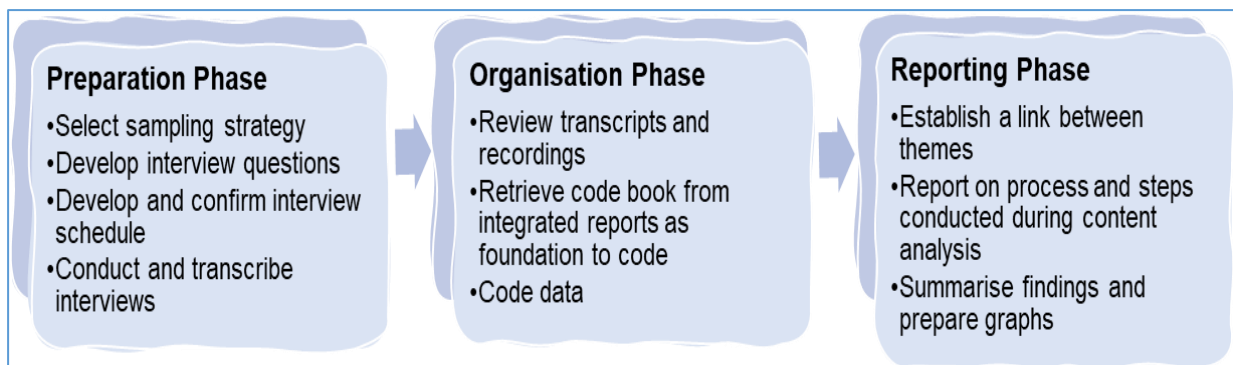 Preparation Phase
•Select sampling strategy
•Develop interview questions
•Develop and confirm interview
schedule
•Conduct and transcribe
interviews
Organisation Phase
•Review transcripts and
recordings
•Retrieve code book from
integrated reports as
foundation to code
•Code data
Reporting Phase
•Establish a link between
themes
•Report on process and steps
conducted during content
analysis
•Summarise findings and
prepare graphs